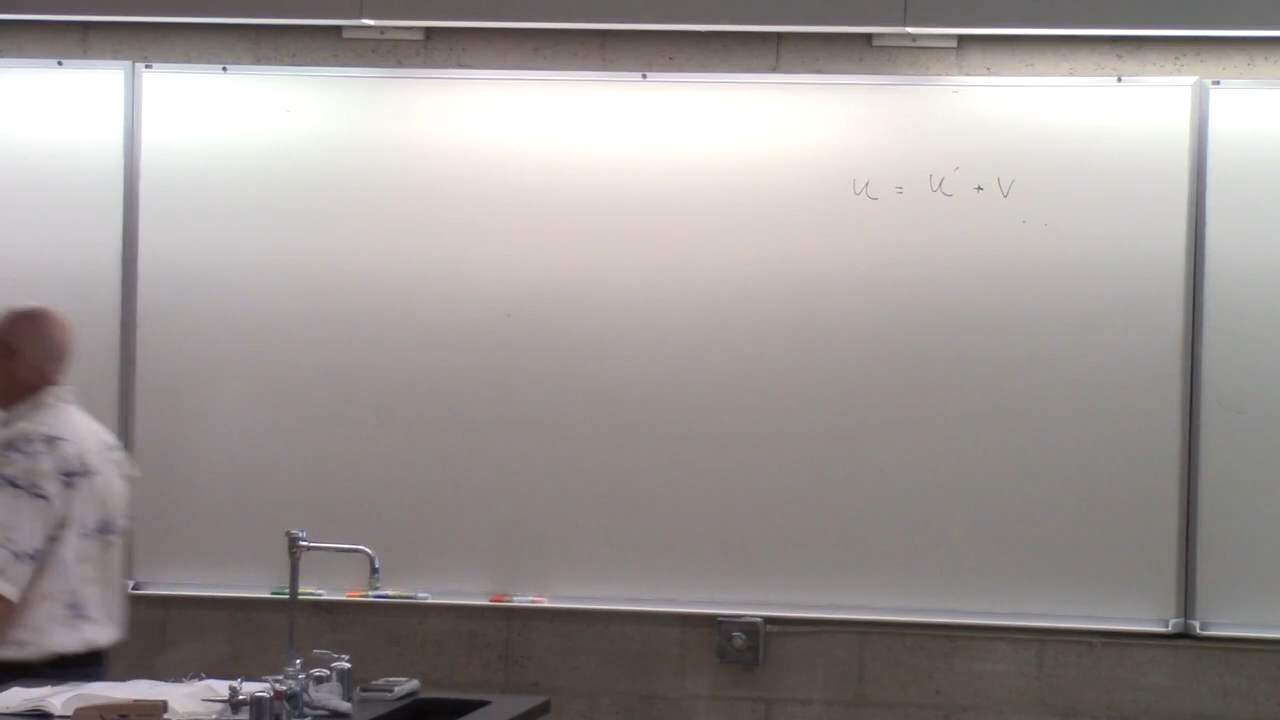 u = u' + v